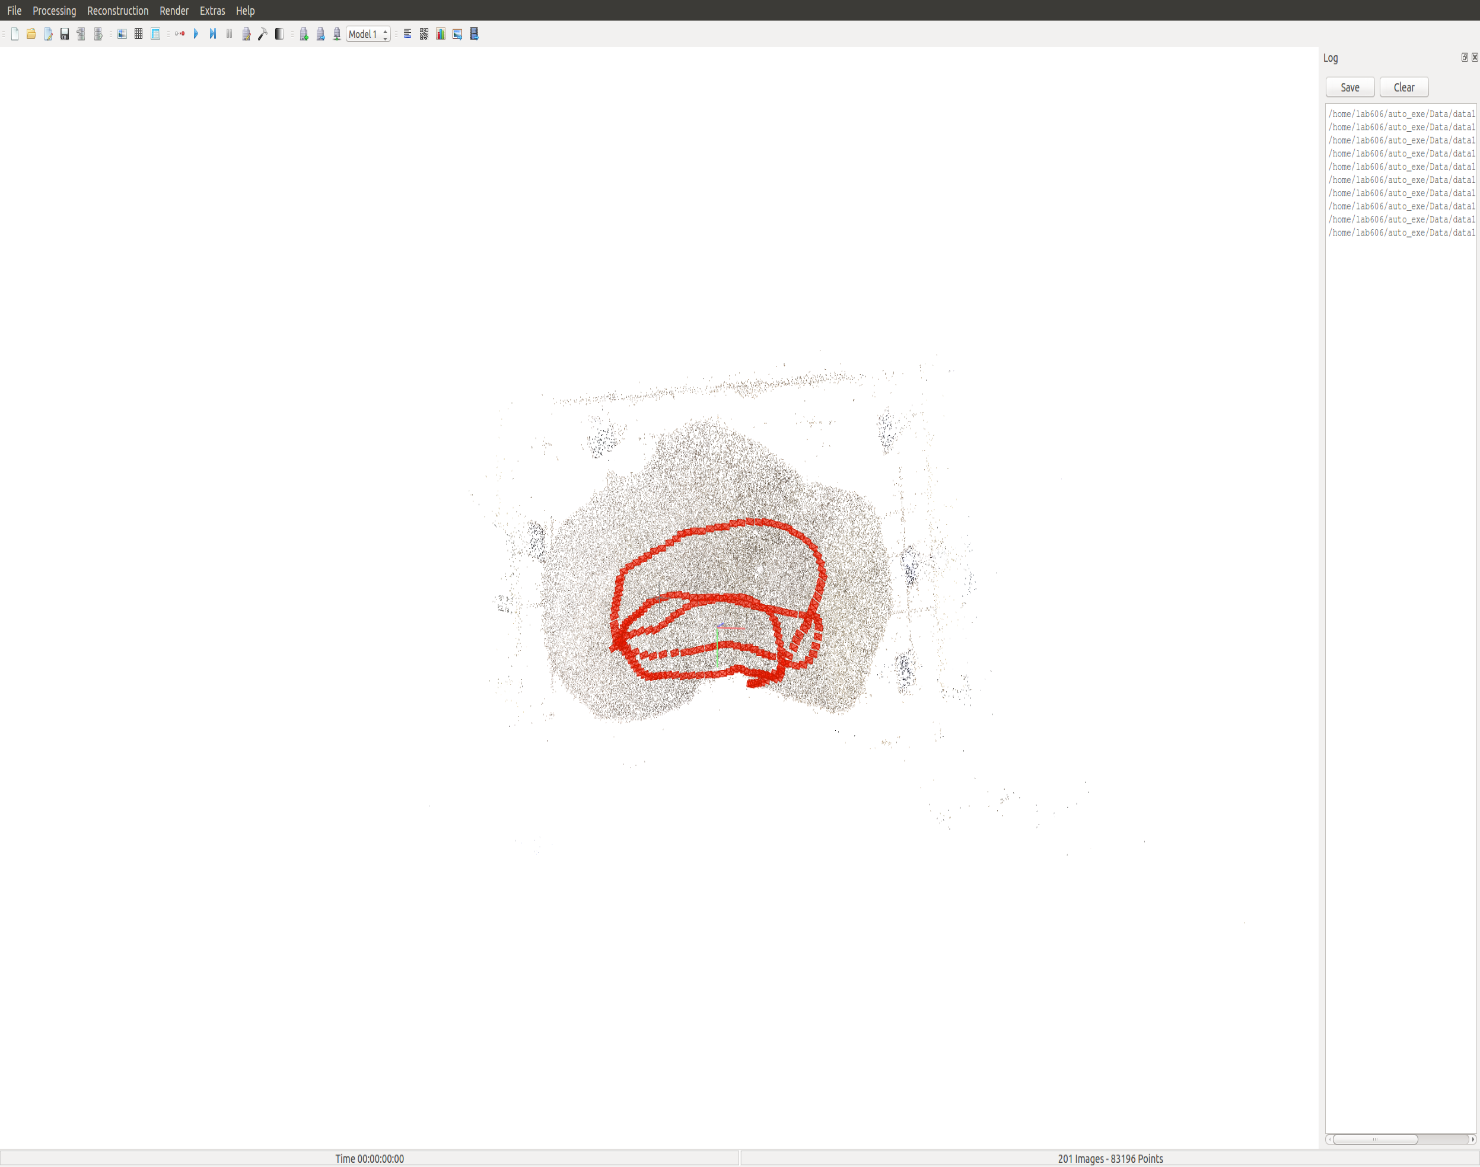 File Processing Reconstruction Render Extras Help
Model 1
Log
Save Clear
/home/lab606/auto_exe/Data/data1
/home/lab606/auto_exe/Data/data1
/home/lab606/auto_exe/Data/data1
/home/lab606/auto_exe/Data/data1
/home/lab606/auto_exe/Data/data1
/home/lab606/auto_exe/Data/data1
/home/lab606/auto_exe/Data/data1
/home/lab606/auto_exe/Data/data1
/home/lab606/auto_exe/Data/data1
/home/lab606/auto_exe/Data/data1
Time 00:00:00:00
201 Images - 83196 Points